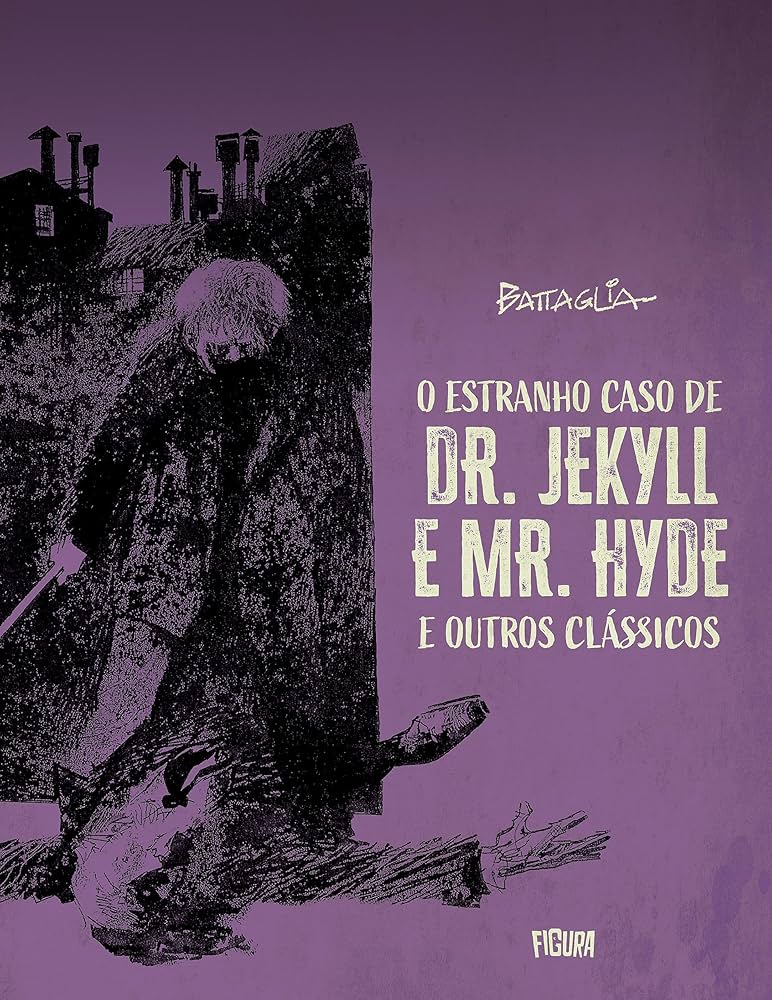 BATTAGLIA
O ESTRANHO CASO DE
DR. JEKYLL
E MR. HYDE
E OUTROS CLÁSSICOS
FIGURA